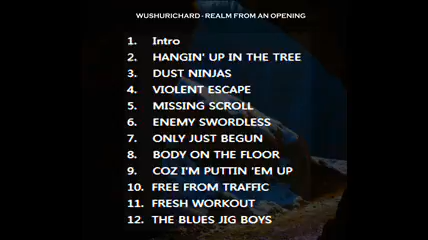 WUSHURICHARD - REALM FROM AN OPENING
1. Intro
2. HANGIN' UP IN THE TREE
3. DUST NINJAS
4. VIOLENT ESCAPE
5. MISSING SCROLL
6. ENEMY SWORDLESS
7. ONLY JUST BEGUN
8. BODY ON THE FLOOR
9. COZ I'M PUTTIN 'EM UP
10. FREE FROM TRAFFIC
11. FRESH WORKOUT
12. THE BLUES JIG BOYS